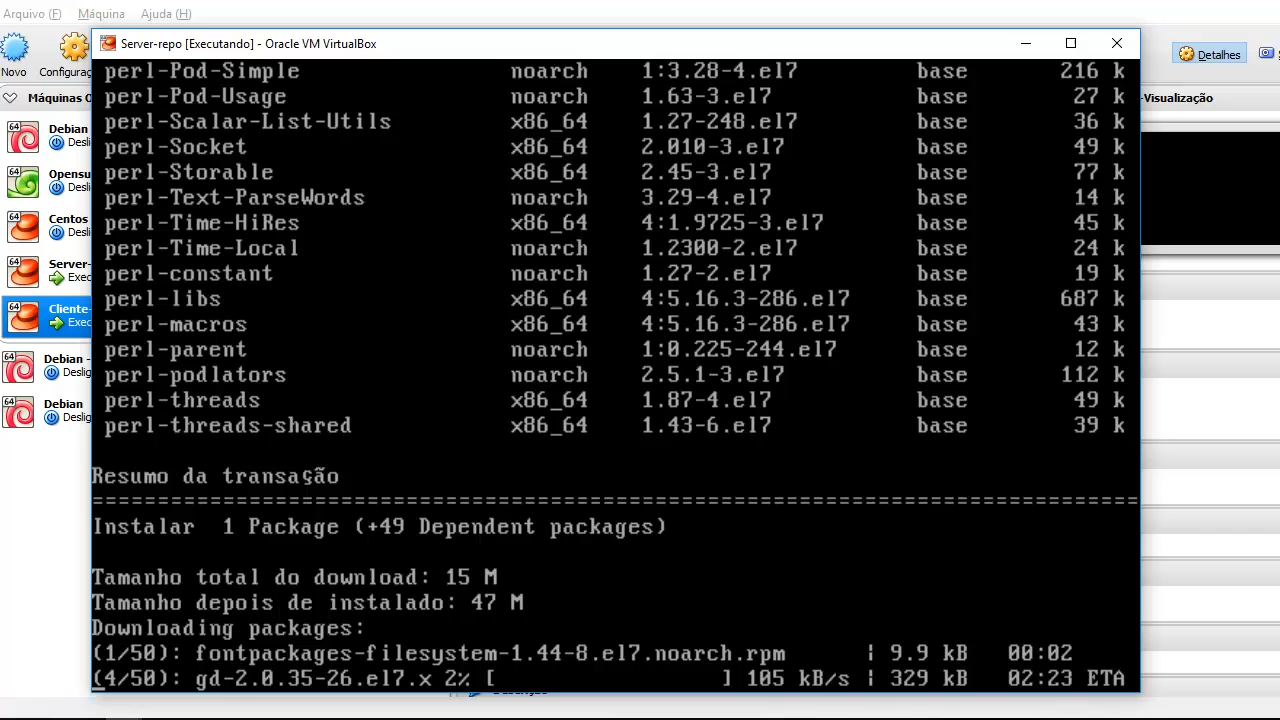 Arquivo (F)   Máquina   Ajuda (H)
Server-repo [Executando] - Oracle VM VirtualBox
Novo
Detalhes
Máquinas
Visualização
Debian
Opensu
Centos
Server-
Exec
Cliente-
Exec
Debian -
Deslig
Debian
Deslig
perl-Pod-Simple noarch 1:3.28-4.el7 base 216 k
perl-Pod-Usage noarch 1.63-3.el7 base 27 k
perl-Scalar-List-Utils x86_64 1.27-248.el7 base 36 k
perl-Socket x86_64 2.010-3.el7 base 49 k
perl-Storable x86_64 2.45-3.el7 base 77 k
perl-Text-ParseWords noarch 3.29-4.el7 base 14 k
perl-Time-HiRes x86_64 4:1.9725-3.el7 base 45 k
perl-Time-Local noarch 1.2300-2.el7 base 24 k
perl-constant noarch 1.27-2.el7 base 19 k
perl-libs x86_64 4:5.16.3-286.el7 base 687 k
perl-macros x86_64 4:5.16.3-286.el7 base 43 k
perl-parent noarch 1:0.225-244.el7 base 12 k
perl-podlators noarch 2.5.1-3.el7 base 112 k
perl-threads x86_64 1.87-4.el7 base 49 k
perl-threads-shared x86_64 1.43-6.el7 base 39 k
Resumo da transação
================================================================================
Instalar  1 Package (+49 Dependent packages)
Tamanho total do download: 15 M
Tamanho depois de instalado: 47 M
Downloading packages:
(1/50): fontpackages-filesystem-1.44-8.el7.noarch.rpm | 9.9 kB 00:02
(4/50): gd-2.0.35-26.el7.x 2% [ ] 105 kB/s | 329 kB 02:23 ETA